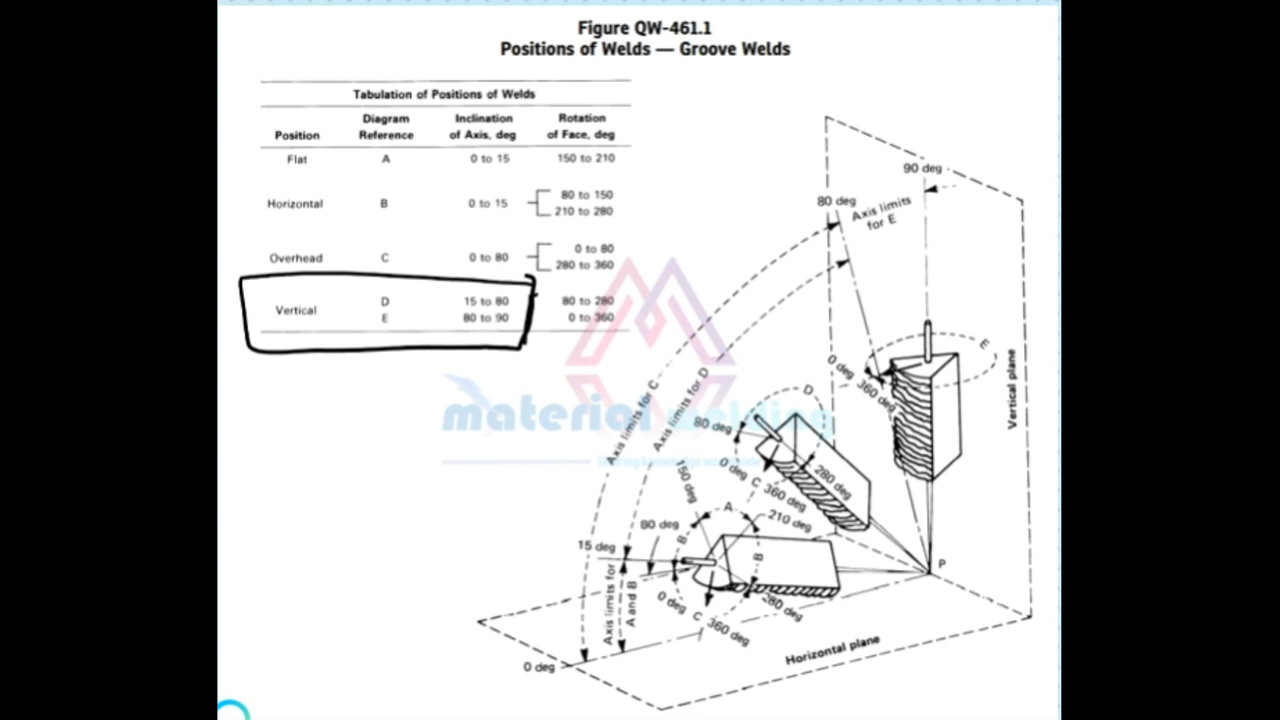 Figure QW-461.1
Positions of Welds — Groove Welds
Tabulation of Positions of Welds
Position Diagram Reference Inclination of Axis, deg Rotation of Face, deg
Flat A 0 to 15 150 to 210
Horizontal B 0 to 15 80 to 150
210 to 280
Overhead C 0 to 80 0 to 80
280 to 360
Vertical D 15 to 80 80 to 280
E 80 to 90 0 to 360
90 deg
80 deg
Axis limits
for E
E
0 deg
360 deg
Vertical plane
Axis limits for C
Axis limits for D
material welding
D
80 deg
0 deg
C
360 deg
280 deg
150 deg
A
210 deg
80 deg
B
B
15 deg
Axis limits for
A and B
0 deg
C
360 deg
280 deg
P
Horizontal plane
0 deg